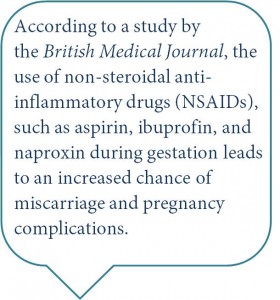 According to a study by
the British Medical Journal, the
use of non-steroidal anti-
inflammatory drugs (NSAIDs),
such as aspirin, ibuprofin, and
naproxin during gestation leads
to an increased chance of
miscarriage and pregnancy
complications.